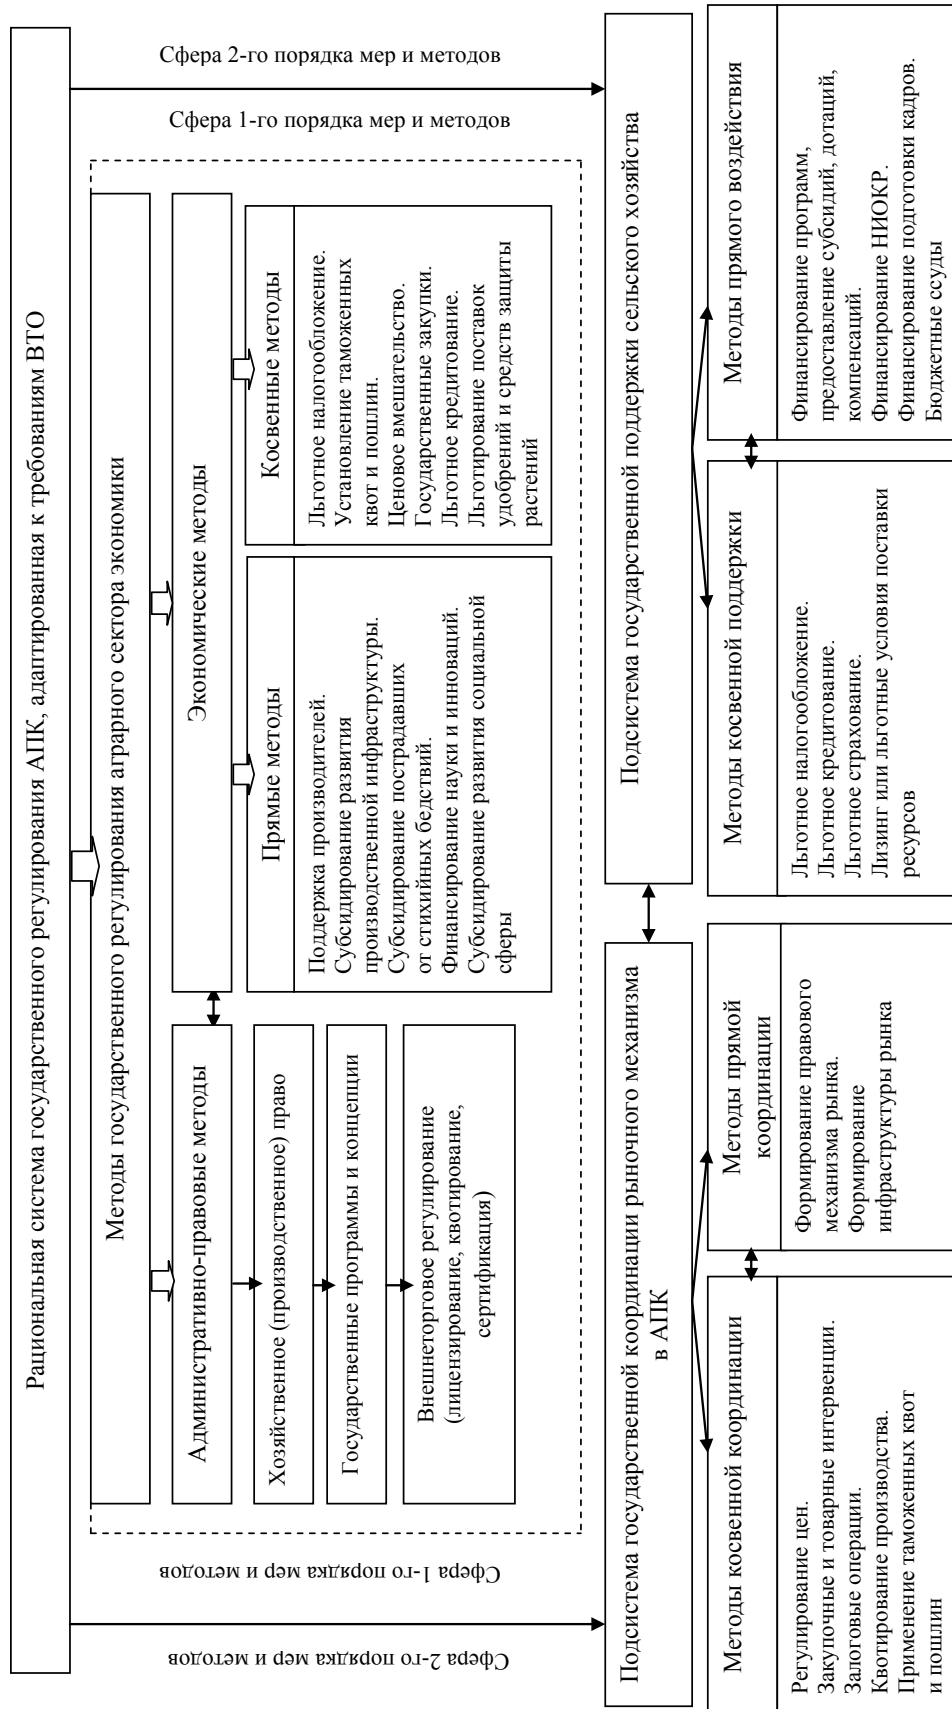 Рациональная система государственного регулирования АПК, адаптированная к требованиям ВТО
Методы государственного регулирования аграрного сектора экономики
Административно-правовые методы
Экономические методы
Хозяйственное (производственное) право
Государственные программы и концепции
Внешнеторговое регулирование
(лицензирование, квотирование,
сертификация)
Прямые методы
Поддержка производителей.
Субсидирование развития
производственной инфраструктуры.
Субсидирование пострадавших
от стихийных бедствий.
Финансирование науки и инноваций.
Субсидирование развития социальной
сферы
Косвенные методы
Льготное налогообложение.
Установление таможенных
квот и пошлин.
Ценовое вмешательство.
Государственные закупки.
Льготное кредитование.
Льготирование поставок
удобрений и средств защиты
растений
Сфера 1-го порядка мер и методов
Сфера 2-го порядка мер и методов
Сфера 1-го порядка мер и методов
Сфера 2-го порядка мер и методов
Подсистема государственной координации рыночного механизма
в АПК
Подсистема государственной поддержки сельского хозяйства
Методы косвенной координации
Регулирование цен.
Закупочные и товарные интервенции.
Залоговые операции.
Квотирование производства.
Применение таможенных квот
и пошлин
Методы прямой
координации
Формирование правового
механизма рынка.
Формирование
инфраструктуры рынка
Методы косвенной поддержки
Льготное налогообложение.
Льготное кредитование.
Льготное страхование.
Лизинг или льготные условия поставки
ресурсов
Методы прямого воздействия
Финансирование программ,
предоставление субсидий, дотаций,
компенсаций.
Финансирование НИОКР.
Финансирование подготовки кадров.
Бюджетные ссуды